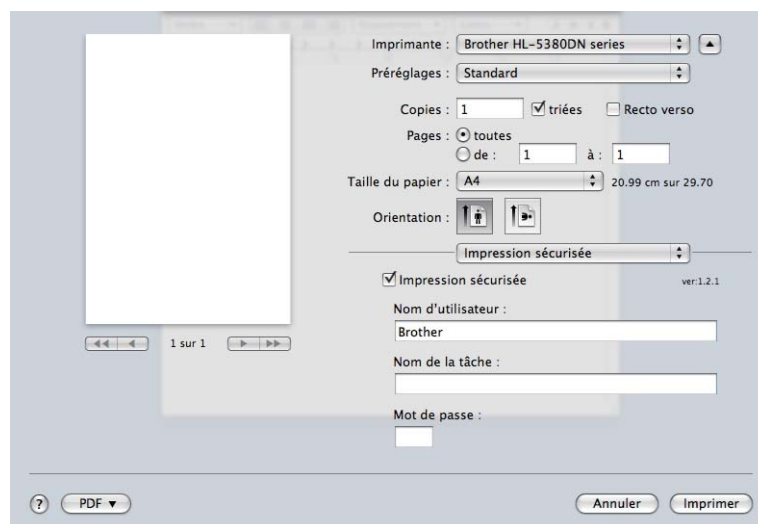 Imprimante : Brother HL-5380DN series
Préréglages : Standard
Copies : 1 triées Recto verso
Pages : toutes
de : 1 à : 1
Taille du papier : A4 20.99 cm sur 29.70
Orientation :
Impression sécurisée
Impression sécurisée ver:1.2.1
Nom d'utilisateur :
Brother
1 sur 1
Nom de la tâche :
Mot de passe :
? PDF Annuler Imprimer